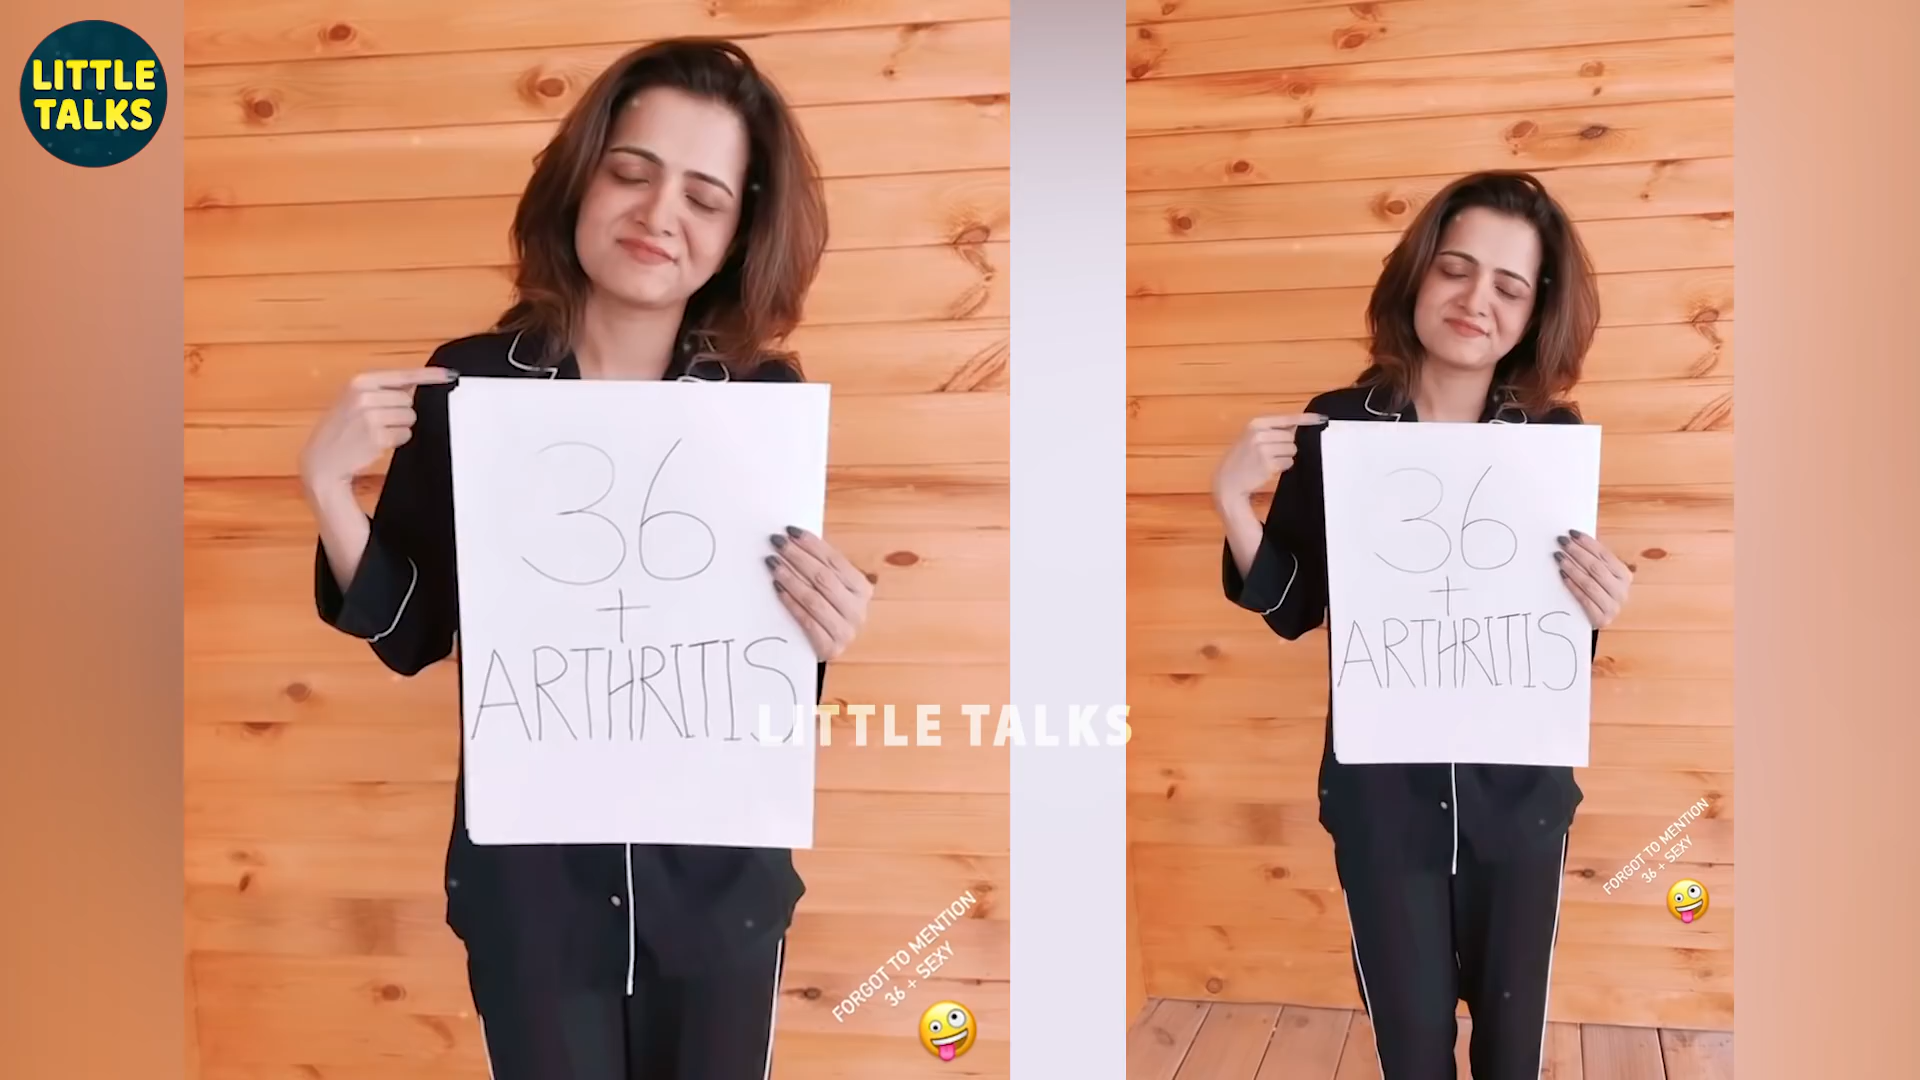 LITTLE
TALKS
36
+
ARTHRITIS
LITTLE TALKS
FORGOT TO MENTION
36 + SEXY
36
+
ARTHRITIS
FORGOT TO MENTION
36 + SEXY